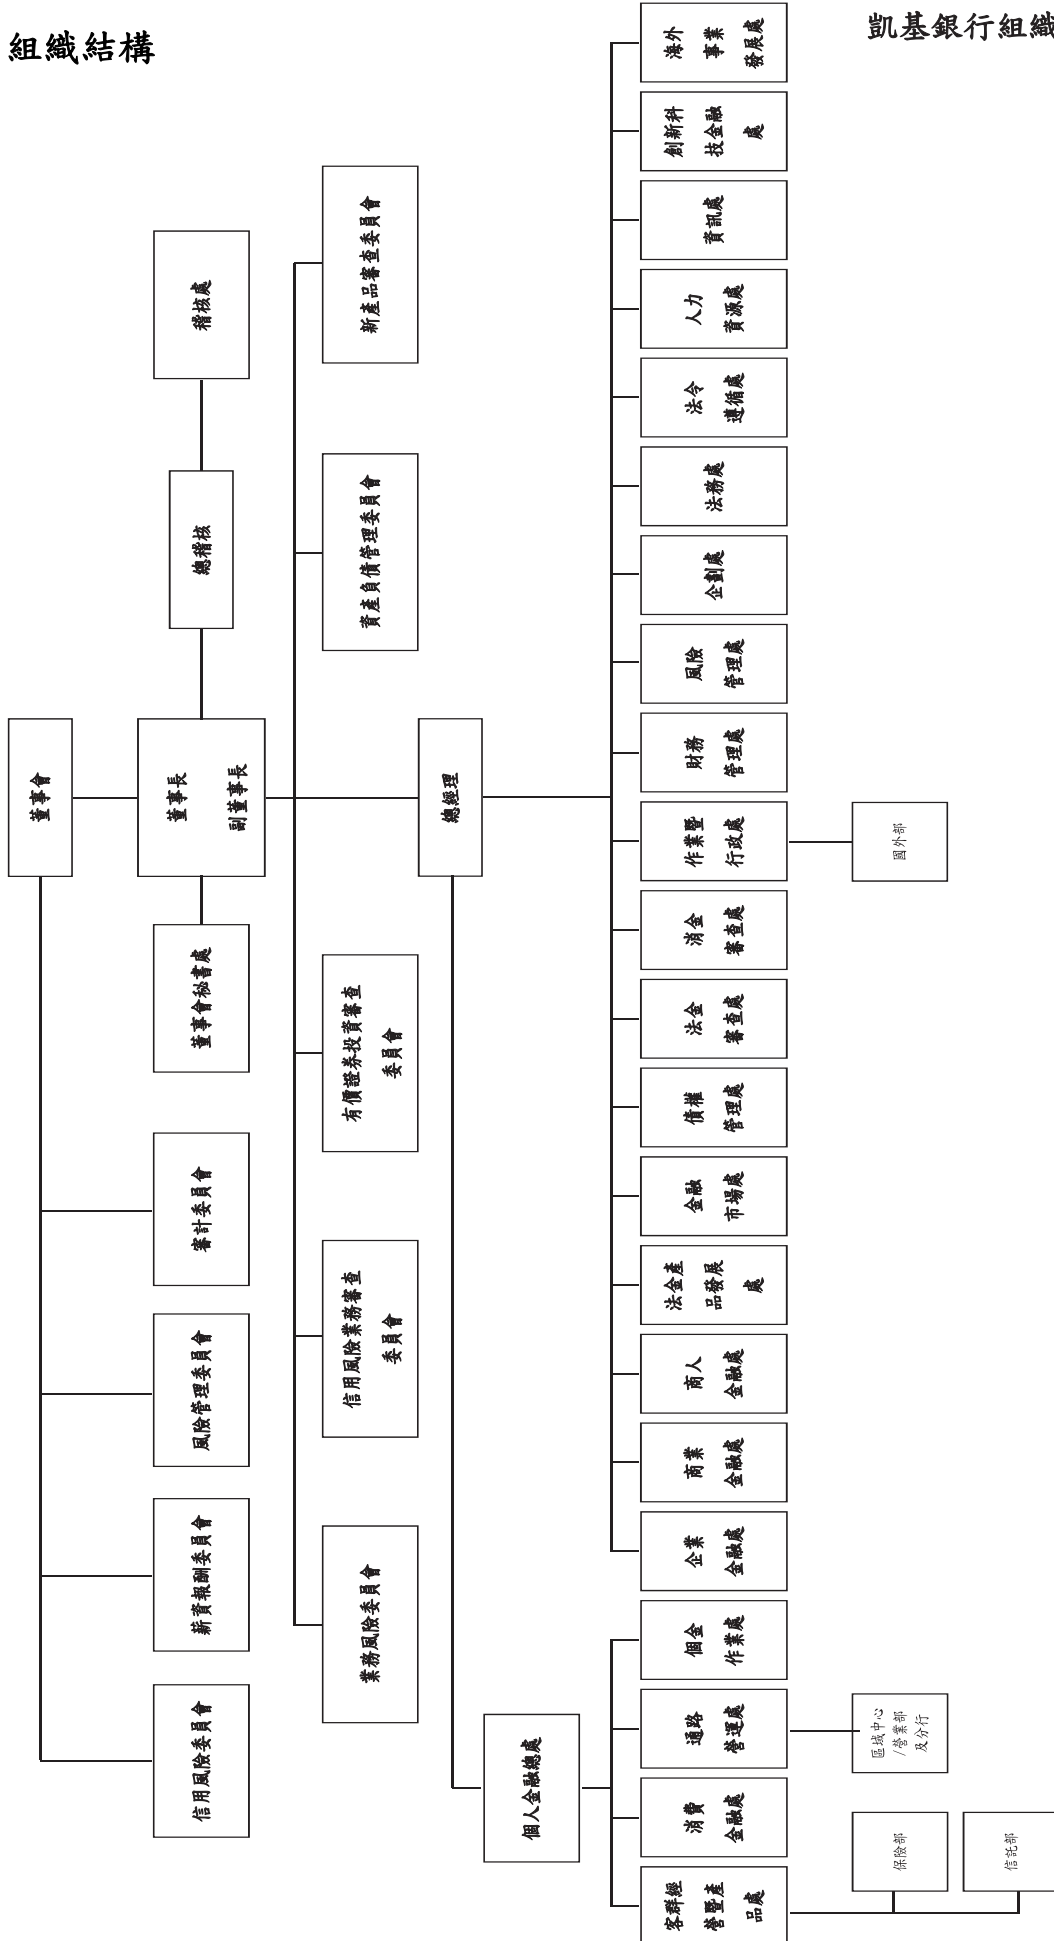 組織結構
凱基銀行組織
董事會
董事長
副董事長
總稽核
稽核處
董事會秘書處
審計委員會
風險管理委員會
薪資報酬委員會
信用風險委員會
業務風險委員會
信用風險業務審查
委員會
有價證券投資審查
委員會
資產負債管理委員會
新產品審查委員會
總經理
個人金融總處
客群經
營暨產
品處
消費
金融處
通路
營運處
個金
作業處
企業
金融處
商業
金融處
商人
金融處
法金產
品發展
處
金融
市場處
債權
管理處
法金
審查處
消金
審查處
作業暨
行政處
財務
管理處
風險
管理處
企劃處
法務處
法令
遵循處
人力
資源處
資訊處
創新科
技金融
處
海外
事業
發展處
保險部
信託部
區域中心
/營業部
及分行
國外部